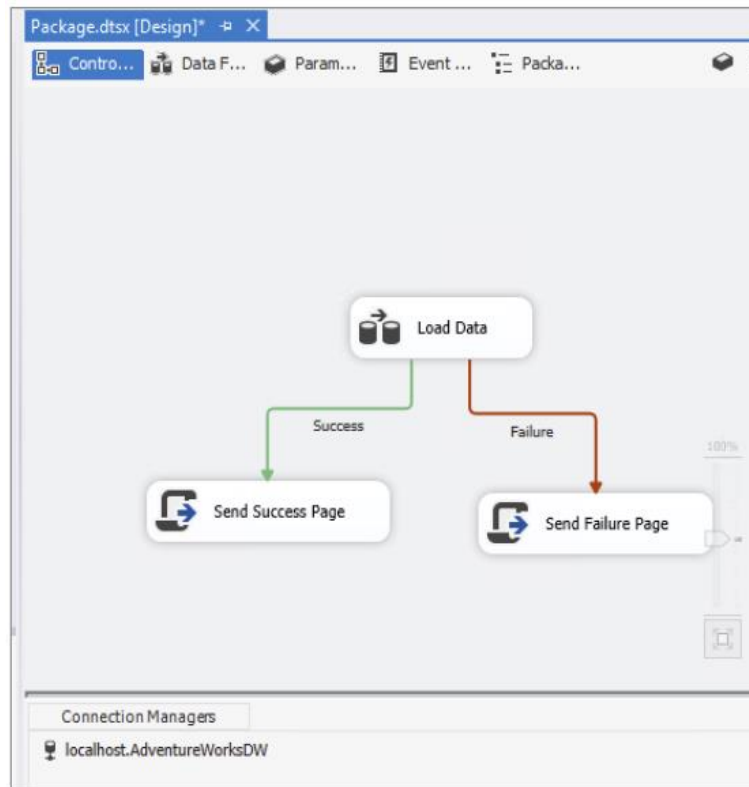 Package.dtsx [Design]*
Contro... Data F... Param... Event ... Packa...
Load Data
Success
Failure
100%
Send Success Page
Send Failure Page
Connection Managers
localhost.AdventureWorksDW